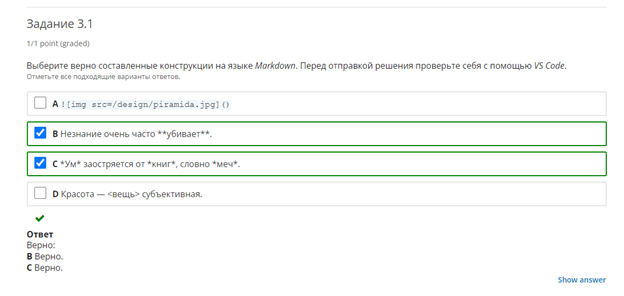 Задание 3.1
1/1 point (graded)
Выберите верно составленные конструкции на языке Markdown. Перед отправкой решения проверьте себя с помощью VS Code.
Отметьте все подходящие варианты ответов.
A ![img src=/design/piramida.jpg]()
B Незнание очень часто **убивает**.
C *Ум* заостряется от *книг*, словно *меч*.
D Красота — <вещь> субъективная.
Ответ
Верно:
B Верно.
C Верно.
Show answer